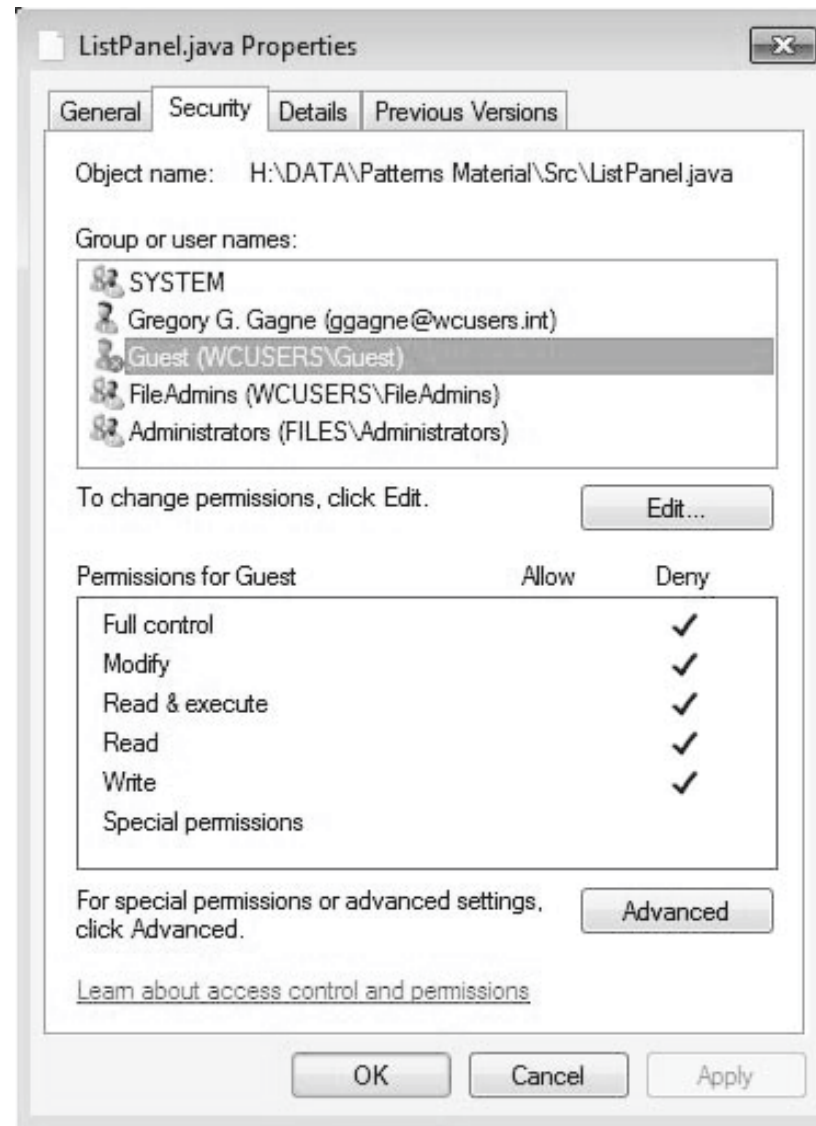 ListPanel.java Properties
General Security Details Previous Versions
Object name: H:\DATA\Patterns Material\Src\ListPanel.java
Group or user names:
SYSTEM
Gregory G. Gagne (ggagne@wcusers.int)
Guest (WCUSERS\Guest)
FileAdmins (WCUSERS\FileAdmins)
Administrators (FILES\Administrators)
To change permissions, click Edit.
Edit...
Permissions for Guest Allow Deny
Full control
Modify
Read & execute
Read
Write
Special permissions
For special permissions or advanced settings,
click Advanced.
Advanced
Learn about access control and permissions
OK Cancel Apply